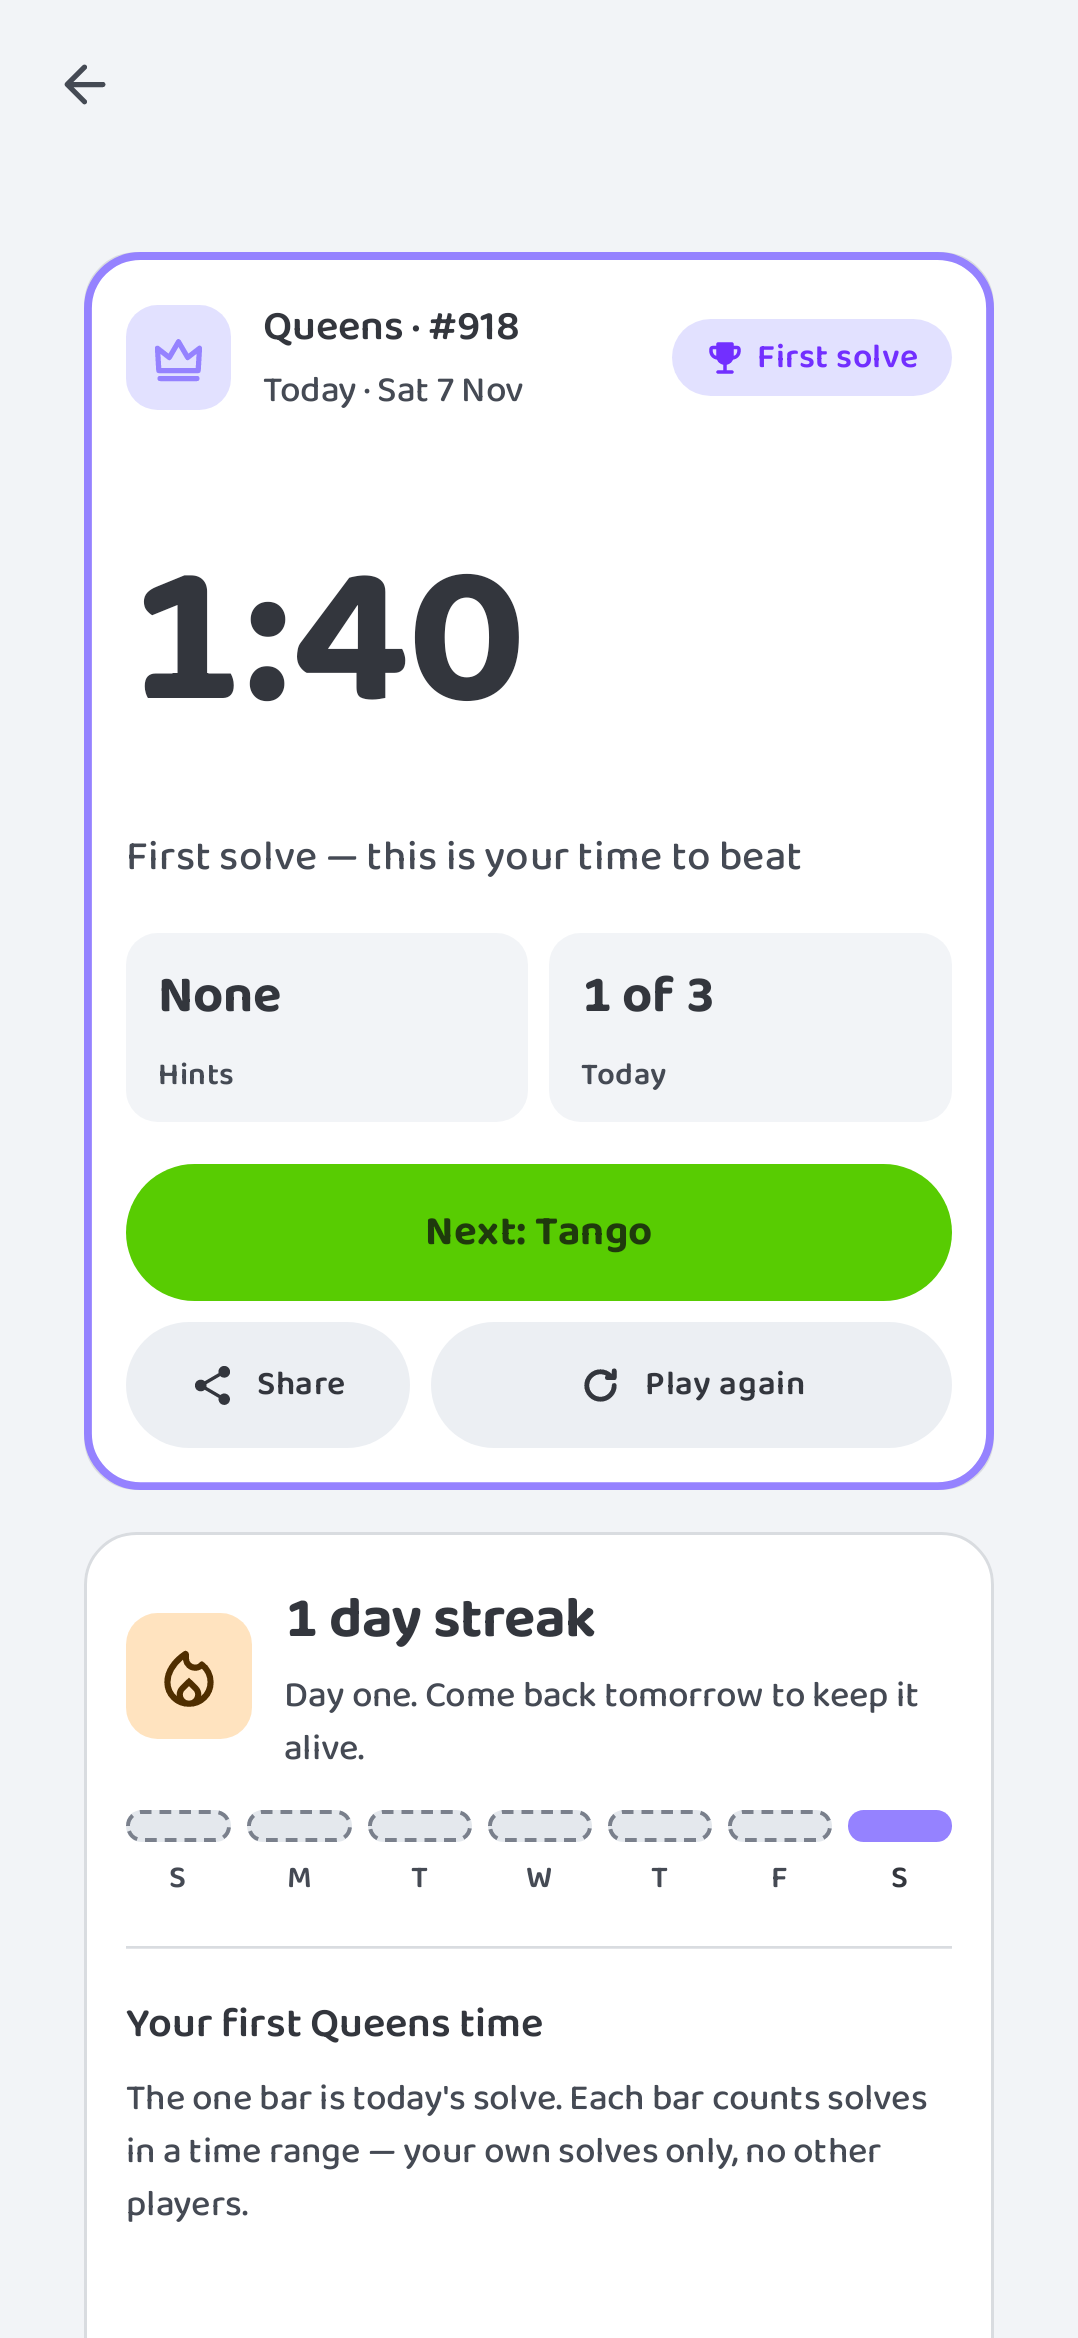 Queens · #918
Today · Sat 7 Nov
First solve
1:40
First solve — this is your time to beat
None
Hints
1 of 3
Today
Next: Tango
Share
Play again
1 day streak
Day one. Come back tomorrow to keep it
alive.
S M T W T F S
Your first Queens time
The one bar is today's solve. Each bar counts solves
in a time range — your own solves only, no other
players.